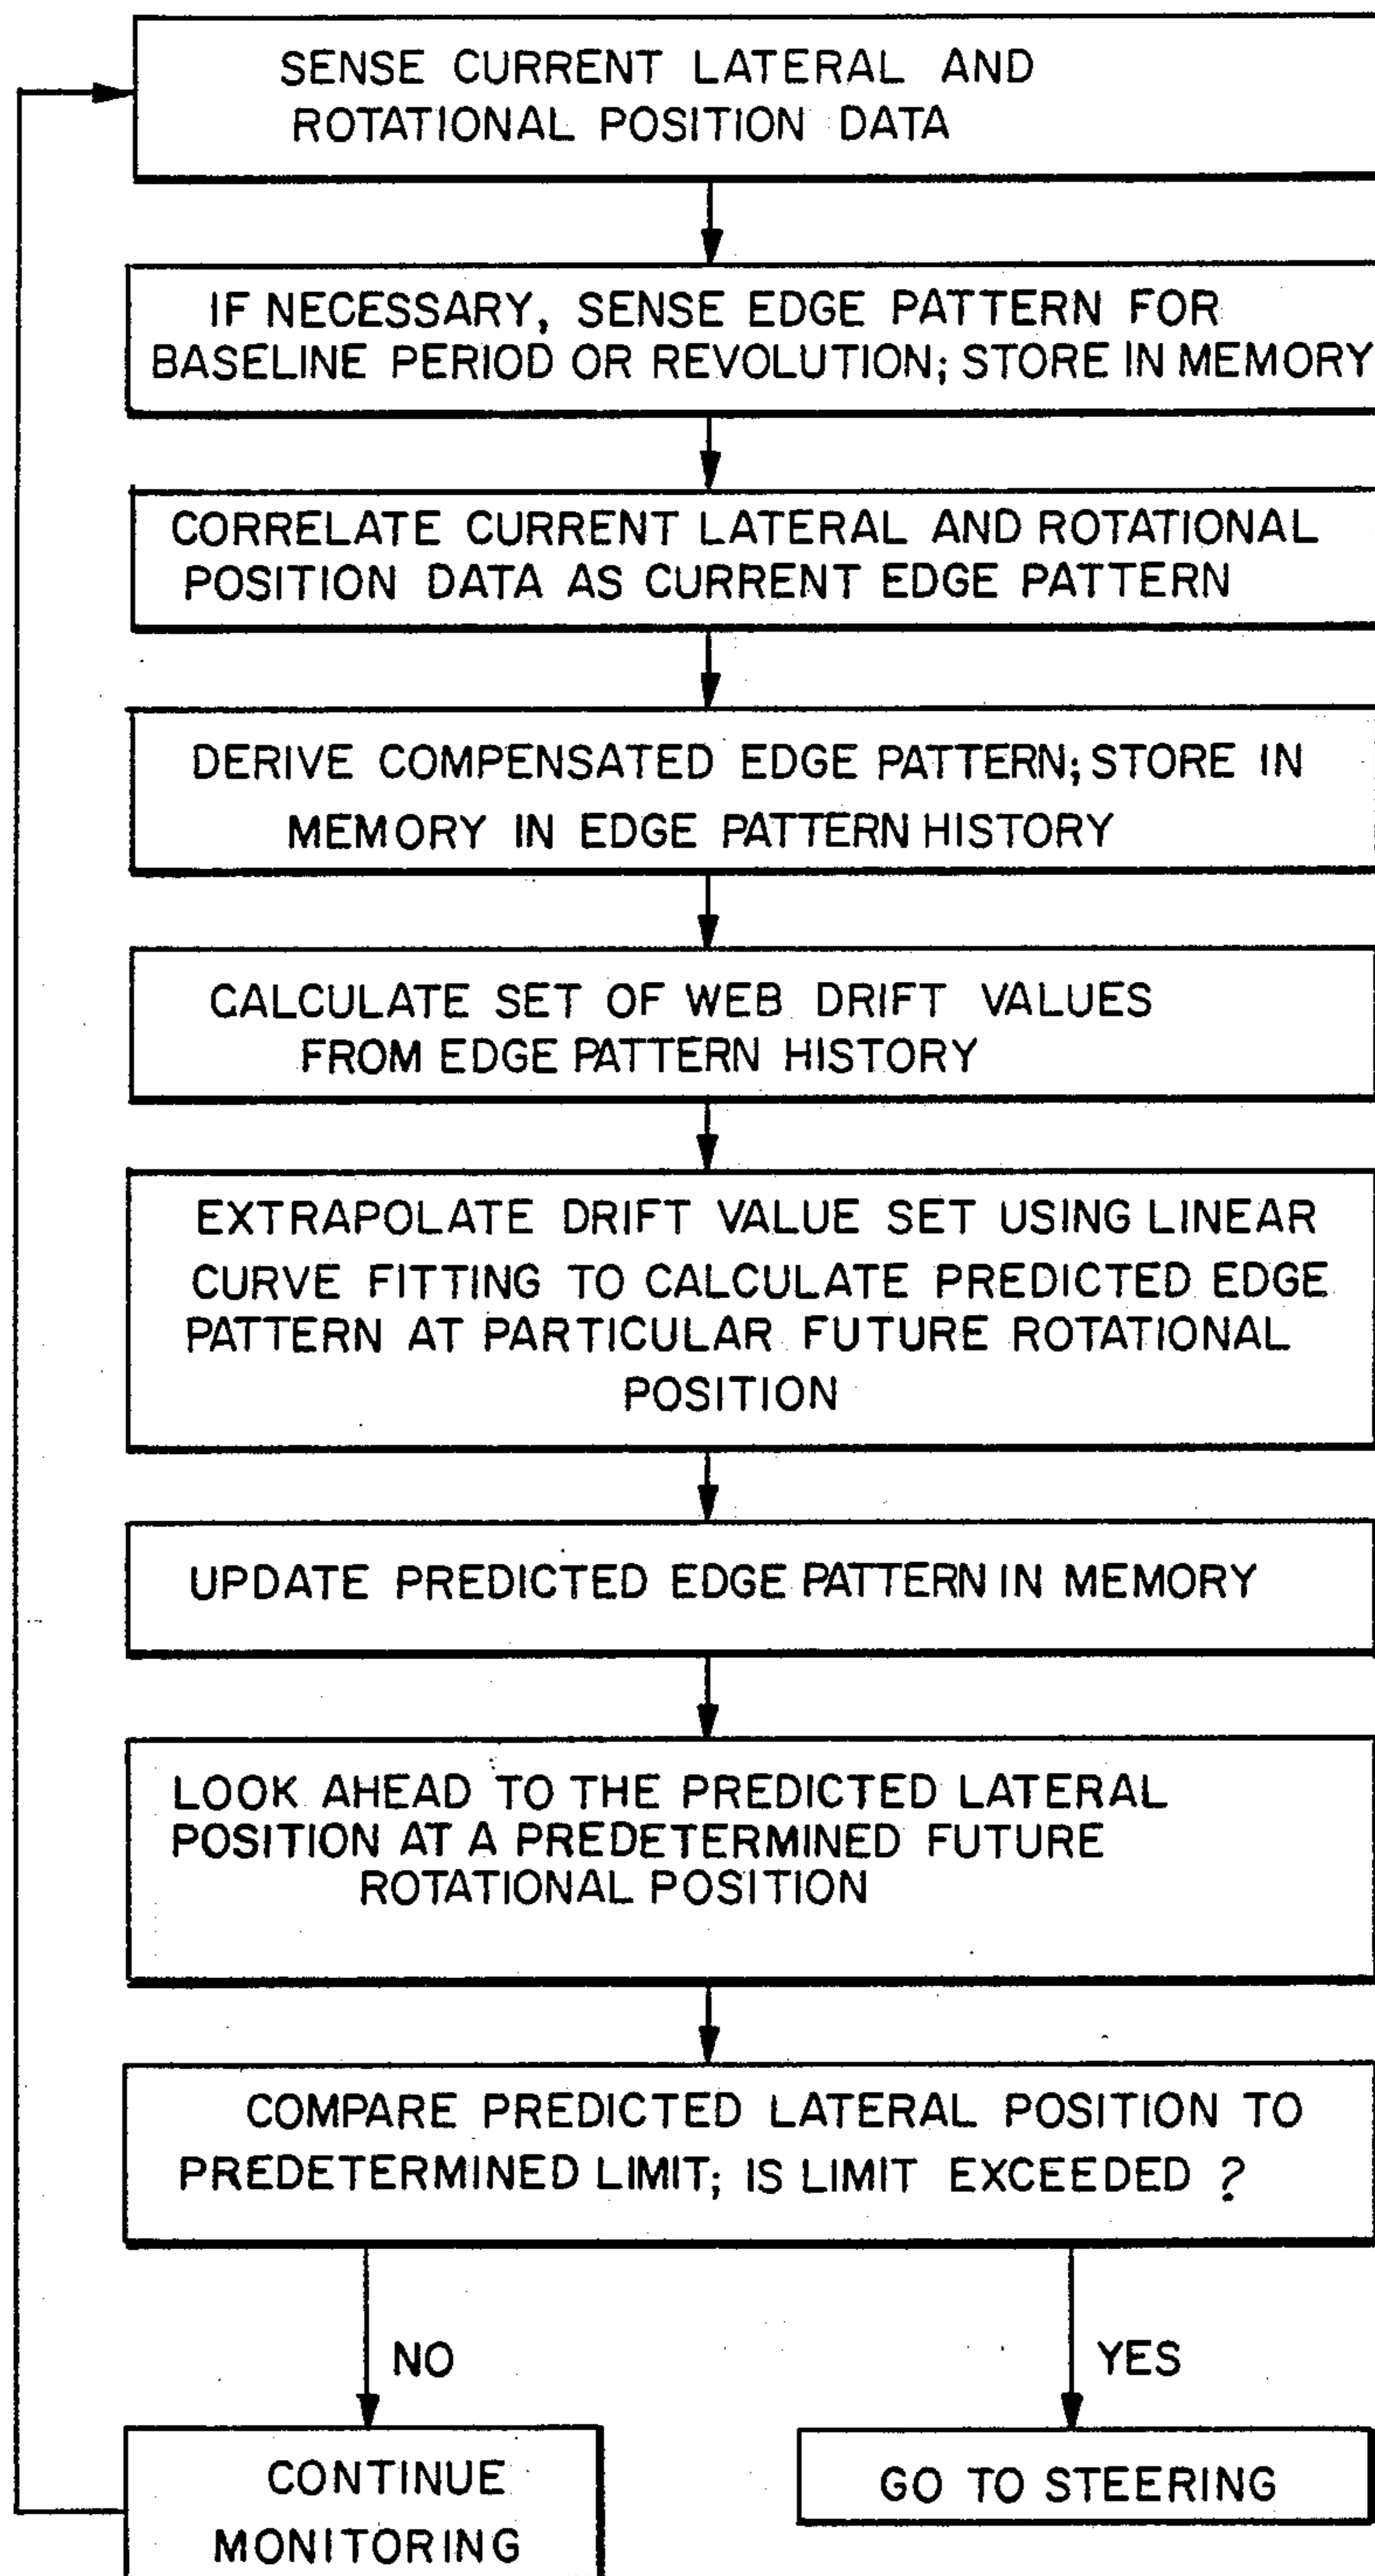 SENSE CURRENT LATERAL AND
ROTATIONAL POSITION DATA
IF NECESSARY, SENSE EDGE PATTERN FOR
BASELINE PERIOD OR REVOLUTION; STORE IN MEMORY
CORRELATE CURRENT LATERAL AND ROTATIONAL
POSITION DATA AS CURRENT EDGE PATTERN
DERIVE COMPENSATED EDGE PATTERN; STORE IN
MEMORY IN EDGE PATTERN HISTORY
CALCULATE SET OF WEB DRIFT VALUES
FROM EDGE PATTERN HISTORY
EXTRAPOLATE DRIFT VALUE SET USING LINEAR
CURVE FITTING TO CALCULATE PREDICTED EDGE
PATTERN AT PARTICULAR FUTURE ROTATIONAL
POSITION
UPDATE PREDICTED EDGE PATTERN IN MEMORY
LOOK AHEAD TO THE PREDICTED LATERAL
POSITION AT A PREDETERMINED FUTURE
ROTATIONAL POSITION
COMPARE PREDICTED LATERAL POSITION TO
PREDETERMINED LIMIT; IS LIMIT EXCEEDED ?
NO
YES
CONTINUE
MONITORING
GO TO STEERING